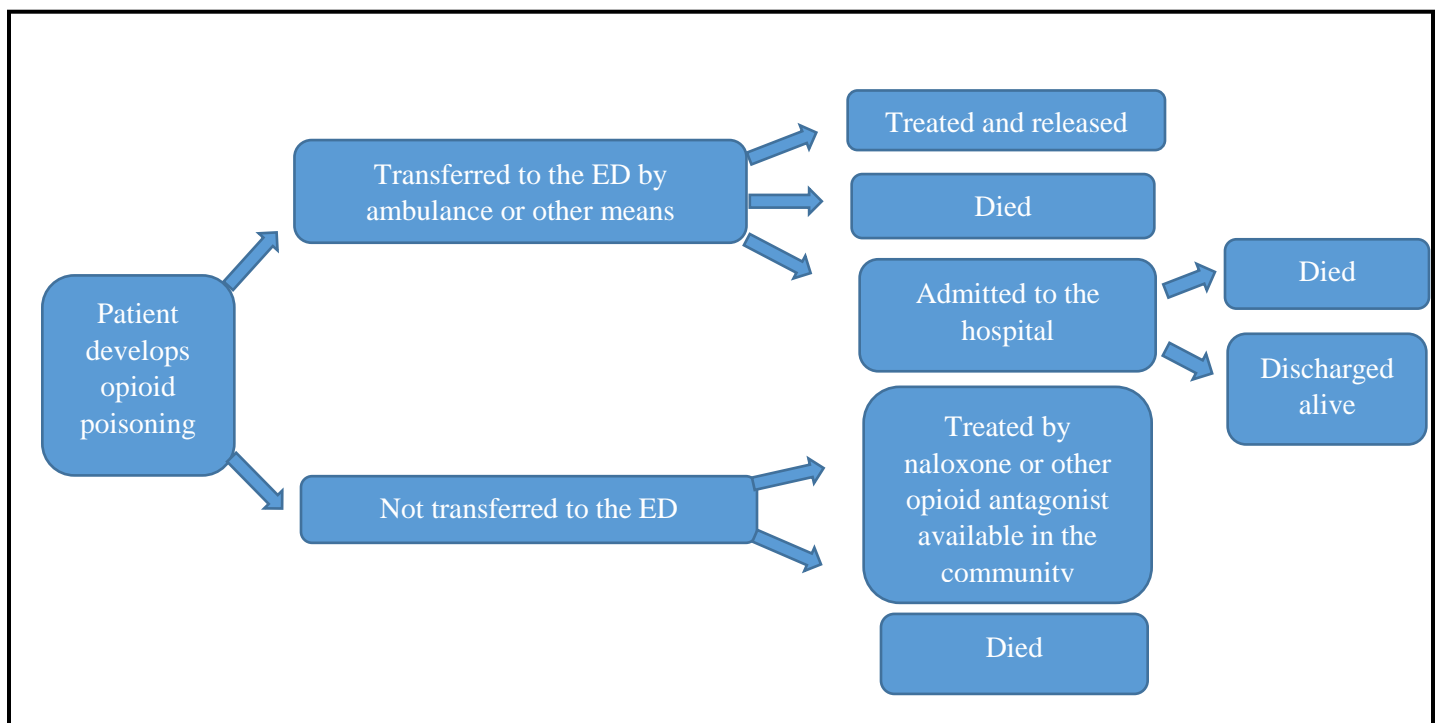 Patient
develops
opioid
poisoning
Transferred to the ED by
ambulance or other means
Treated and released
Died
Admitted to the
hospital
Died
Discharged
alive
Not transferred to the ED
Treated by
naloxone or other
opioid antagonist
available in the
community
Died